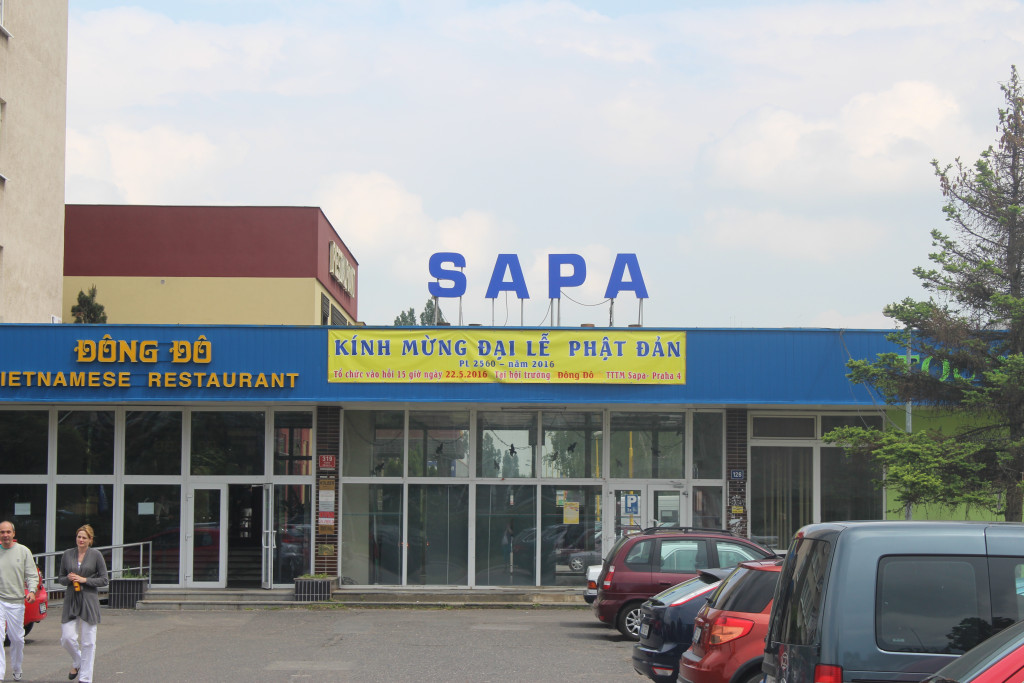 SAPA
ĐÔNG ĐÔ
VIETNAMESE RESTAURANT
KÍNH MỪNG ĐẠI LỄ PHẬT ĐẢN
Pl 2560 - năm 2016
Tổ chức vào hồi 15 giờ ngày 22.5.2016 Tại hội trường Đông Đô TTTM Sapa- Praha 4
P